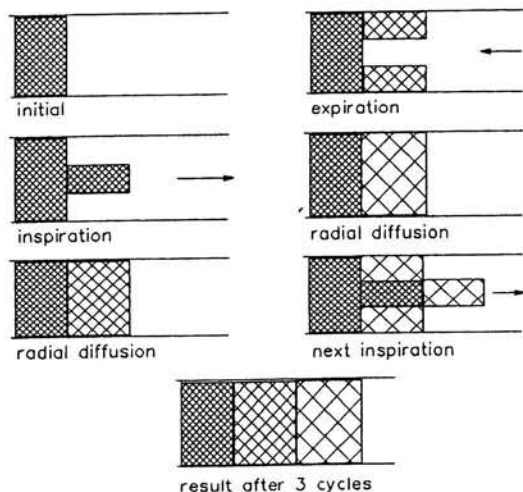 initial
expiration
inspiration
radial diffusion
radial diffusion
next inspiration
result after 3 cycles